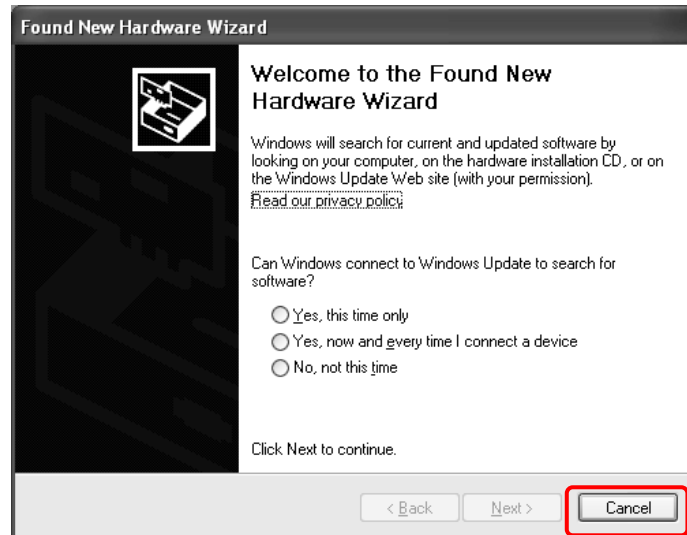 Found New Hardware Wizard
Welcome to the Found New
Hardware Wizard
Windows will search for current and updated software by
looking on your computer, on the hardware installation CD, or on
the Windows Update Web site (with your permission).
Read our privacy policy
Can Windows connect to Windows Update to search for
software?
Yes, this time only
Yes, now and every time I connect a device
No, not this time
Click Next to continue.
< Back Next > Cancel